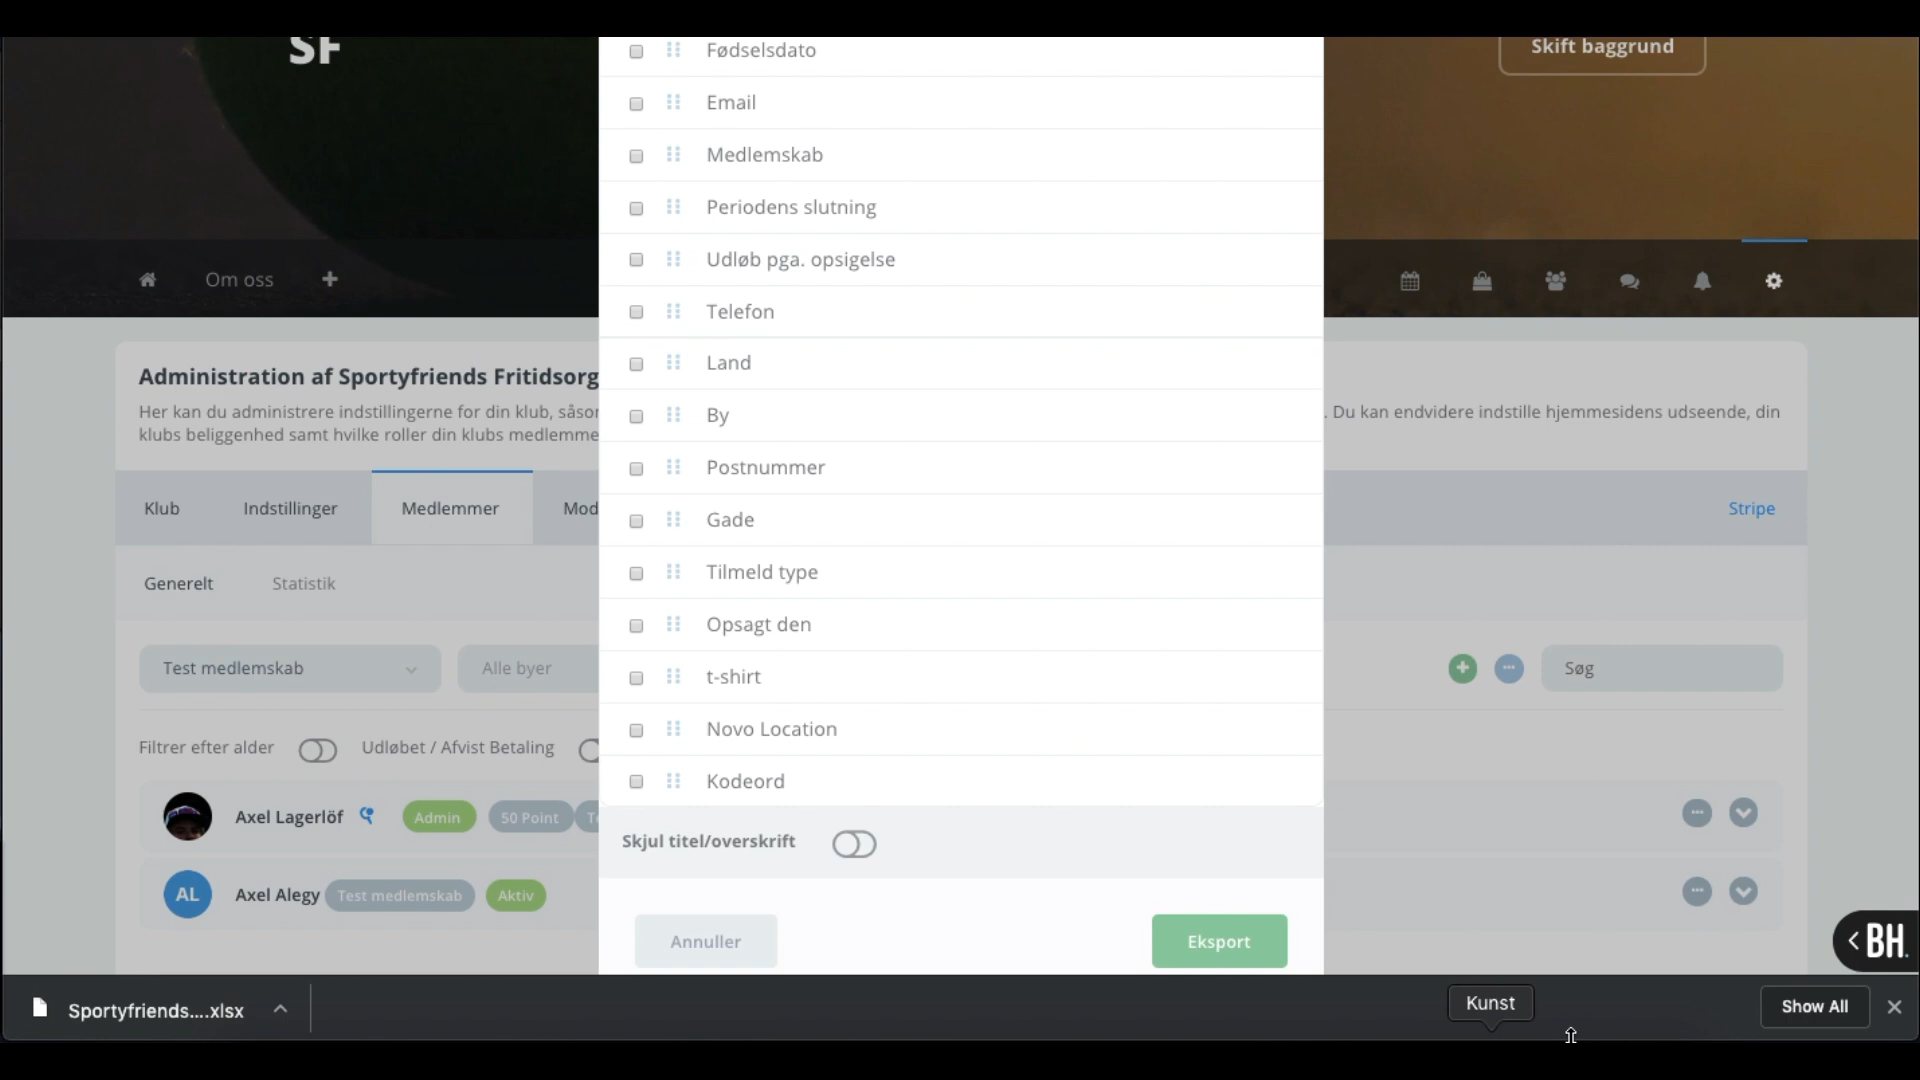 SF
Skift baggrund
Fødselsdato
Email
Medlemskab
Periodens slutning
Udløb pga. opsigelse
Telefon
Land
By
Postnummer
Gade
Tilmeld type
Opsagt den
t-shirt
Novo Location
Kodeord
Skjul titel/overskrift
Annuller
Eksport
Om oss
Administration af Sportyfriends Fritidsorg
Her kan du administrere indstillingerne for din klub, såsor
. Du kan endvidere indstille hjemmesidens udseende, din
klubs beliggenhed samt hvilke roller din klubs medlemme
Klub
Indstillinger
Medlemmer
Mod
Stripe
Generelt
Statistik
Test medlemskab
Alle byer
Søg
Filtrer efter alder
Udløbet / Afvist Betaling
Axel Lagerlöf
Admin
50 Point
Te
AL
Axel Alegy
Test medlemskab
Aktiv
BH.
Sportyfriends....xlsx
Kunst
Show All